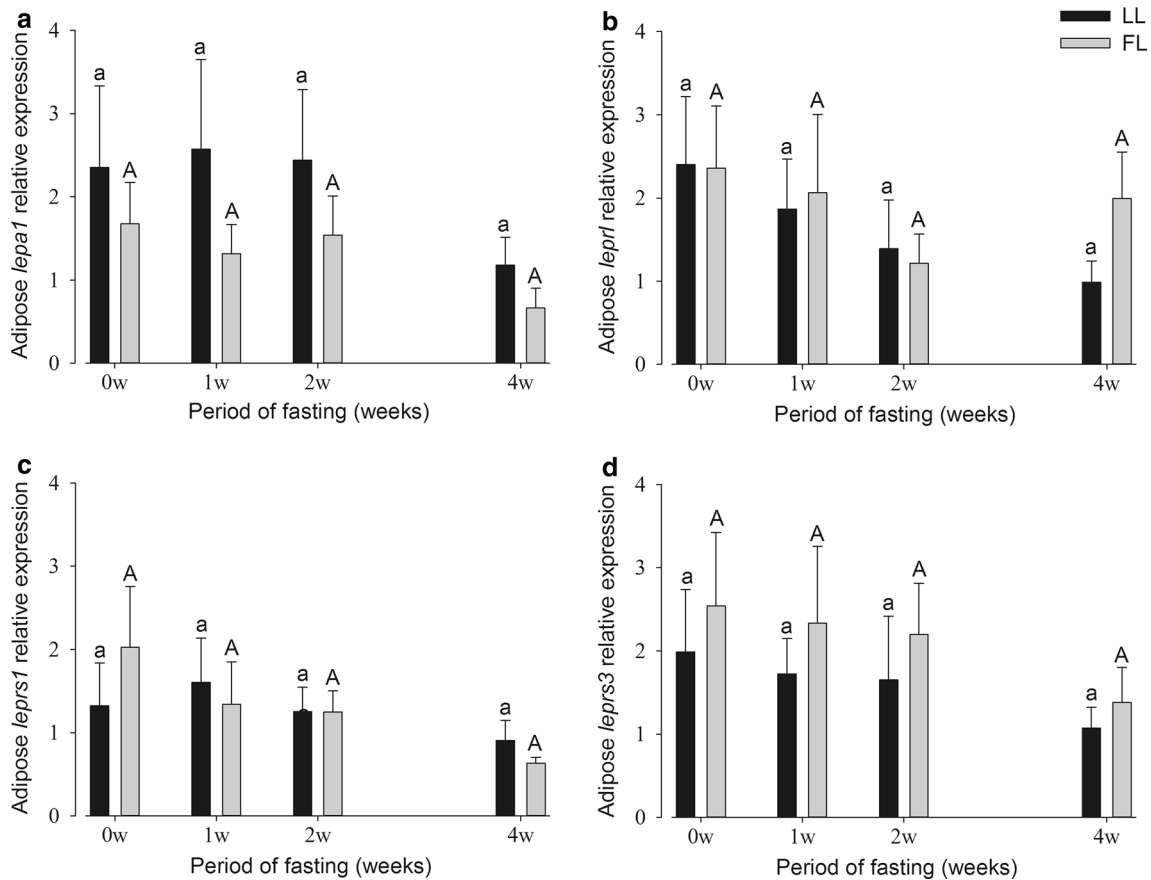 a
Adipose lepa1 relative expression
4
3
2
1
0
a A
a A
a A
a A
0w 1w 2w 4w
Period of fasting (weeks)
b
LL
FL
Adipose leprl relative expression
4
3
2
1
0
a A
a A
a A
a A
0w 1w 2w 4w
Period of fasting (weeks)
c
Adipose leprs1 relative expression
4
3
2
1
0
a A
a A
a A
a A
0w 1w 2w 4w
Period of fasting (weeks)
d
Adipose leprs3 relative expression
4
3
2
1
0
a A
a A
a A
a A
0w 1w 2w 4w
Period of fasting (weeks)